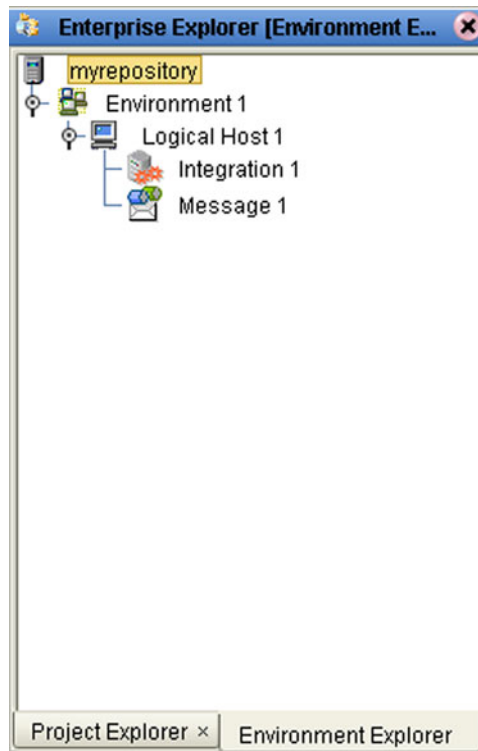 Enterprise Explorer [Environment E...
myrepository
Environment 1
Logical Host 1
Integration 1
Message 1
Project Explorer ×
Environment Explorer